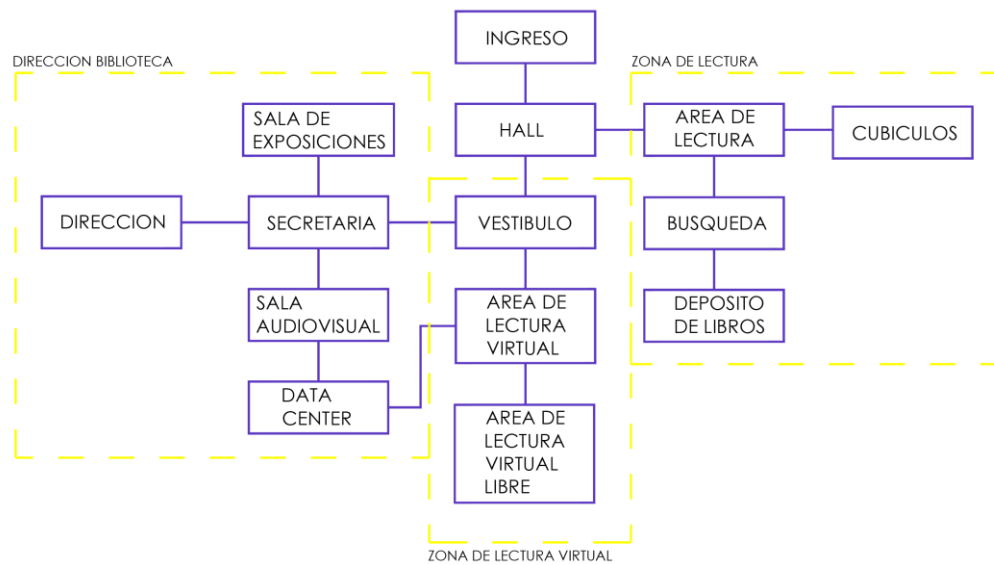 INGRESO
DIRECCION BIBLIOTECA
ZONA DE LECTURA
SALA DE
EXPOSICIONES
HALL
AREA DE
LECTURA
CUBICULOS
DIRECCION
SECRETARIA
VESTIBULO
BUSQUEDA
SALA
AUDIOVISUAL
AREA DE
LECTURA
VIRTUAL
DEPOSITO
DE LIBROS
DATA
CENTER
AREA DE
LECTURA
VIRTUAL
LIBRE
ZONA DE LECTURA VIRTUAL